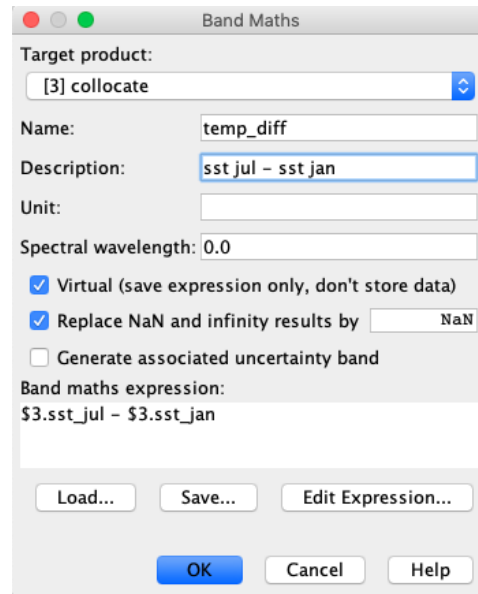 Band Maths
Target product:
[3] collocate
Name: temp_diff
Description: sst jul - sst jan
Unit:
Spectral wavelength: 0.0
Virtual (save expression only, don't store data)
Replace NaN and infinity results by NaN
Generate associated uncertainty band
Band maths expression:
$3.sst_jul - $3.sst_jan
Load... Save... Edit Expression...
OK Cancel Help